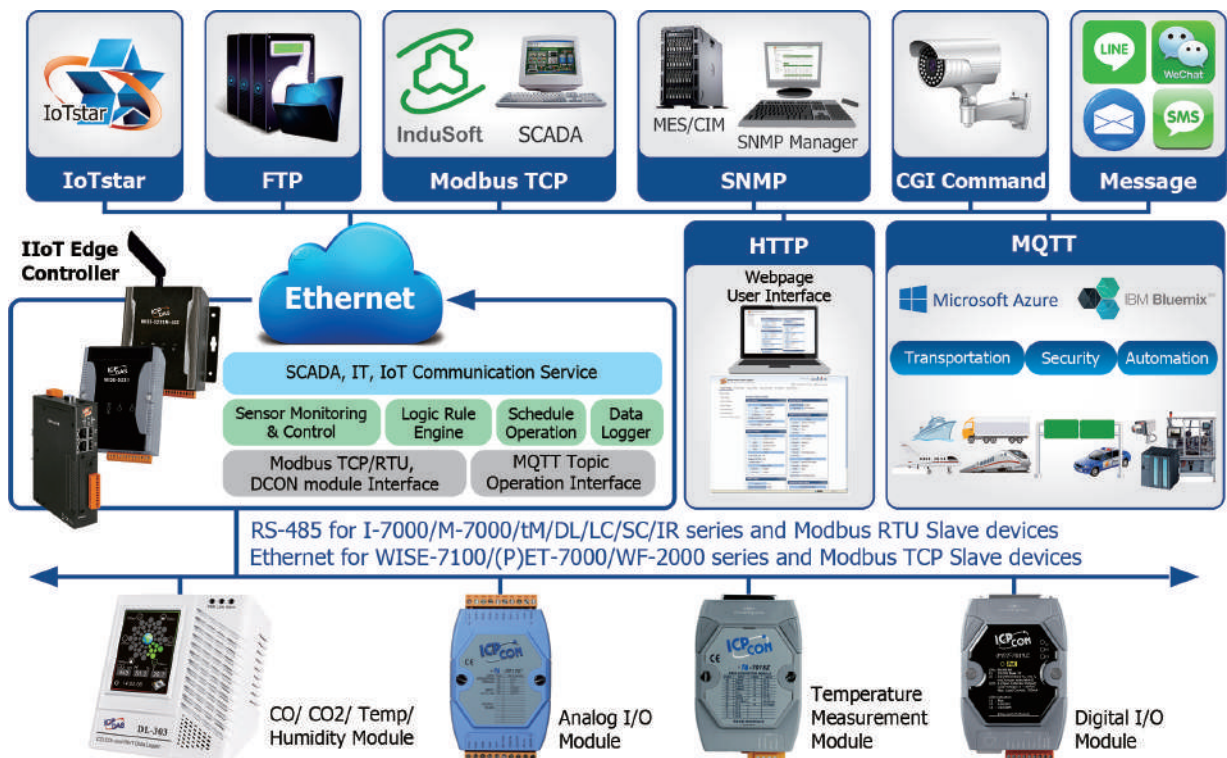 IoTstar
IoTstar
FTP
InduSoft
SCADA
Modbus TCP
MES/CIM
SNMP Manager
SNMP
CGI Command
LINE
WeChat
SMS
Message
IIoT Edge
Controller
Ethernet
SCADA, IT, IoT Communication Service
Sensor Monitoring
& Control
Logic Rule
Engine
Schedule
Operation
Data
Logger
Modbus TCP/RTU,
DCON module Interface
MQTT Topic
Operation Interface
HTTP
Webpage
User Interface
MQTT
Microsoft Azure
IBM Bluemix
Transportation
Security
Automation
RS-485 for I-7000/M-7000/tM/DL/LC/SC/IR series and Modbus RTU Slave devices
Ethernet for WISE-7100/(P)ET-7000/WF-2000 series and Modbus TCP Slave devices
ICP DAS
DL-303
CO/ CO2/ Temp/
Humidity Module
ICP CON
Analog I/O
Module
ICP CON
Temperature
Measurement
Module
ICP CON
PoE
Digital I/O
Module